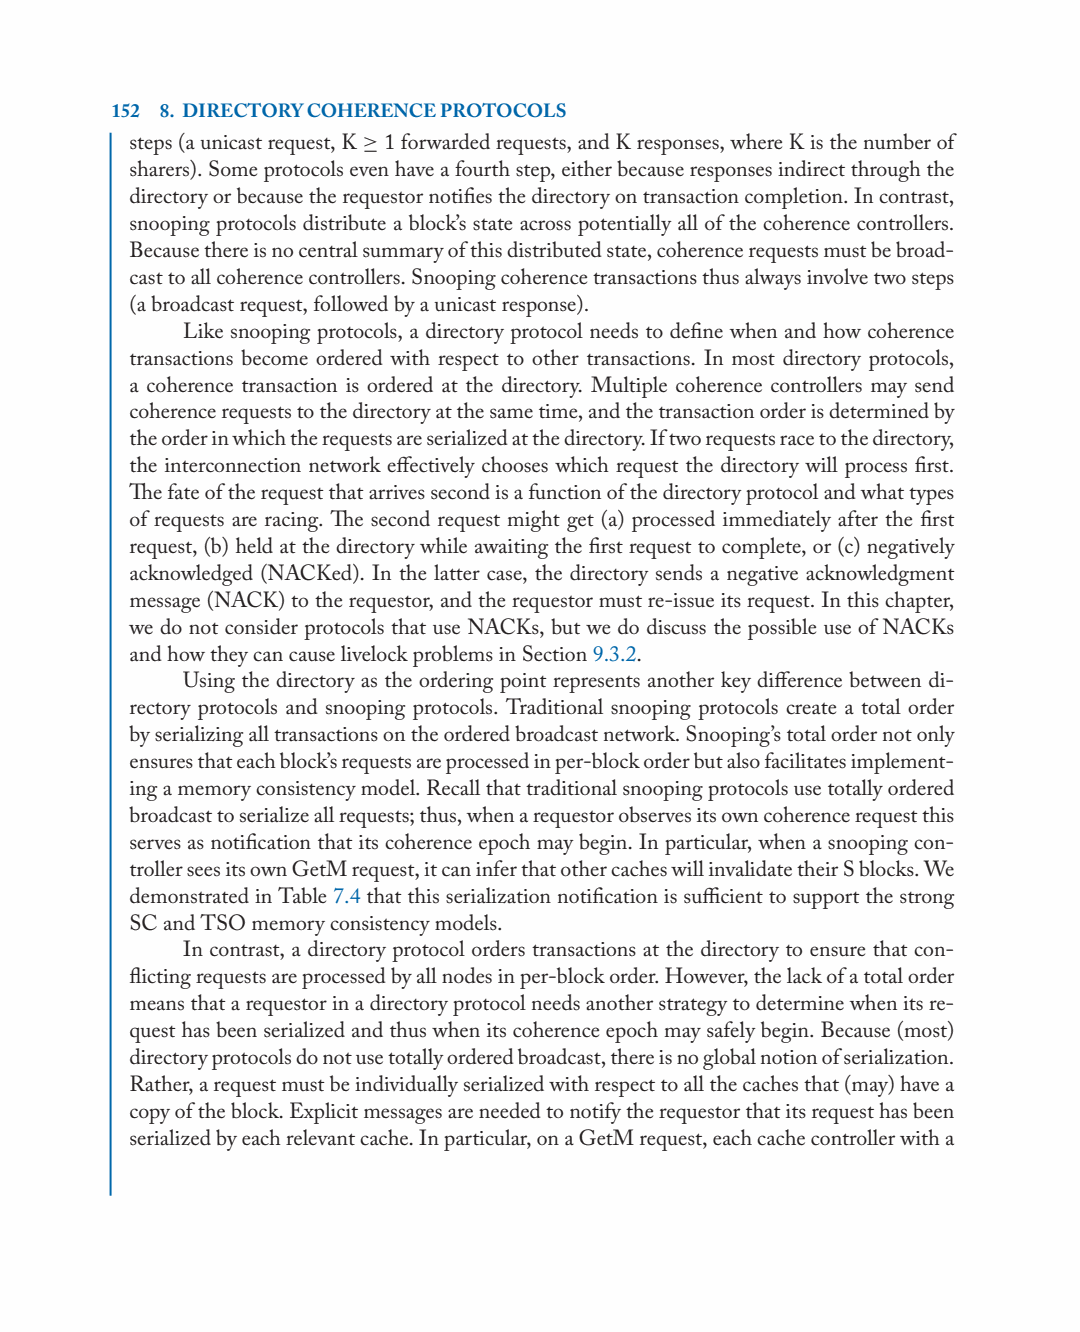 152 8. DIRECTORY COHERENCE PROTOCOLS
steps (a unicast request, K ≥ 1 forwarded requests, and K responses, where K is the number of
sharers). Some protocols even have a fourth step, either because responses indirect through the
directory or because the requestor notifies the directory on transaction completion. In contrast,
snooping protocols distribute a block's state across potentially all of the coherence controllers.
Because there is no central summary of this distributed state, coherence requests must be broad-
cast to all coherence controllers. Snooping coherence transactions thus always involve two steps
(a broadcast request, followed by a unicast response).
Like snooping protocols, a directory protocol needs to define when and how coherence
transactions become ordered with respect to other transactions. In most directory protocols,
a coherence transaction is ordered at the directory. Multiple coherence controllers may send
coherence requests to the directory at the same time, and the transaction order is determined by
the order in which the requests are serialized at the directory. If two requests race to the directory,
the interconnection network effectively chooses which request the directory will process first.
The fate of the request that arrives second is a function of the directory protocol and what types
of requests are racing. The second request might get (a) processed immediately after the first
request, (b) held at the directory while awaiting the first request to complete, or (c) negatively
acknowledged (NACKed). In the latter case, the directory sends a negative acknowledgment
message (NACK) to the requestor, and the requestor must re-issue its request. In this chapter,
we do not consider protocols that use NACKs, but we do discuss the possible use of NACKs
and how they can cause livelock problems in Section 9.3.2.
Using the directory as the ordering point represents another key difference between di-
rectory protocols and snooping protocols. Traditional snooping protocols create a total order
by serializing all transactions on the ordered broadcast network. Snooping's total order not only
ensures that each block's requests are processed in per-block order but also facilitates implement-
ing a memory consistency model. Recall that traditional snooping protocols use totally ordered
broadcast to serialize all requests; thus, when a requestor observes its own coherence request this
serves as notification that its coherence epoch may begin. In particular, when a snooping con-
troller sees its own GetM request, it can infer that other caches will invalidate their S blocks. We
demonstrated in Table 7.4 that this serialization notification is sufficient to support the strong
SC and TSO memory consistency models.
In contrast, a directory protocol orders transactions at the directory to ensure that con-
flicting requests are processed by all nodes in per-block order. However, the lack of a total order
means that a requestor in a directory protocol needs another strategy to determine when its re-
quest has been serialized and thus when its coherence epoch may safely begin. Because (most)
directory protocols do not use totally ordered broadcast, there is no global notion of serialization.
Rather, a request must be individually serialized with respect to all the caches that (may) have a
copy of the block. Explicit messages are needed to notify the requestor that its request has been
serialized by each relevant cache. In particular, on a GetM request, each cache controller with a